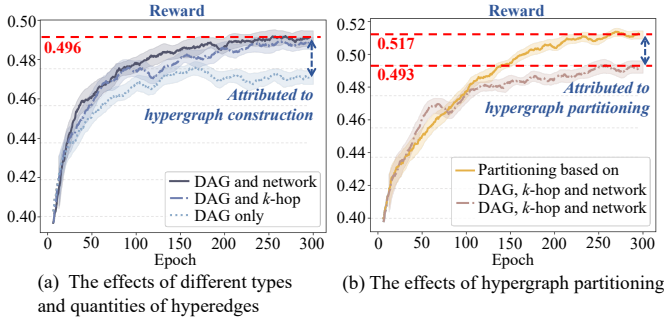 Reward
0.50
0.48
0.46
0.44
0.42
0.40
0.496
Attributed to
hypergraph construction
DAG and network
DAG and k-hop
DAG only
0 50 100 150 200 250 300
Epoch
(a) The effects of different types
and quantities of hyperedges
Reward
0.52
0.50
0.48
0.46
0.44
0.42
0.40
0.517
0.493
Attributed to
hypergraph partitioning
Partitioning based on
DAG, k-hop and network
DAG, k-hop and network
0 50 100 150 200 250 300
Epoch
(b) The effects of hypergraph partitioning